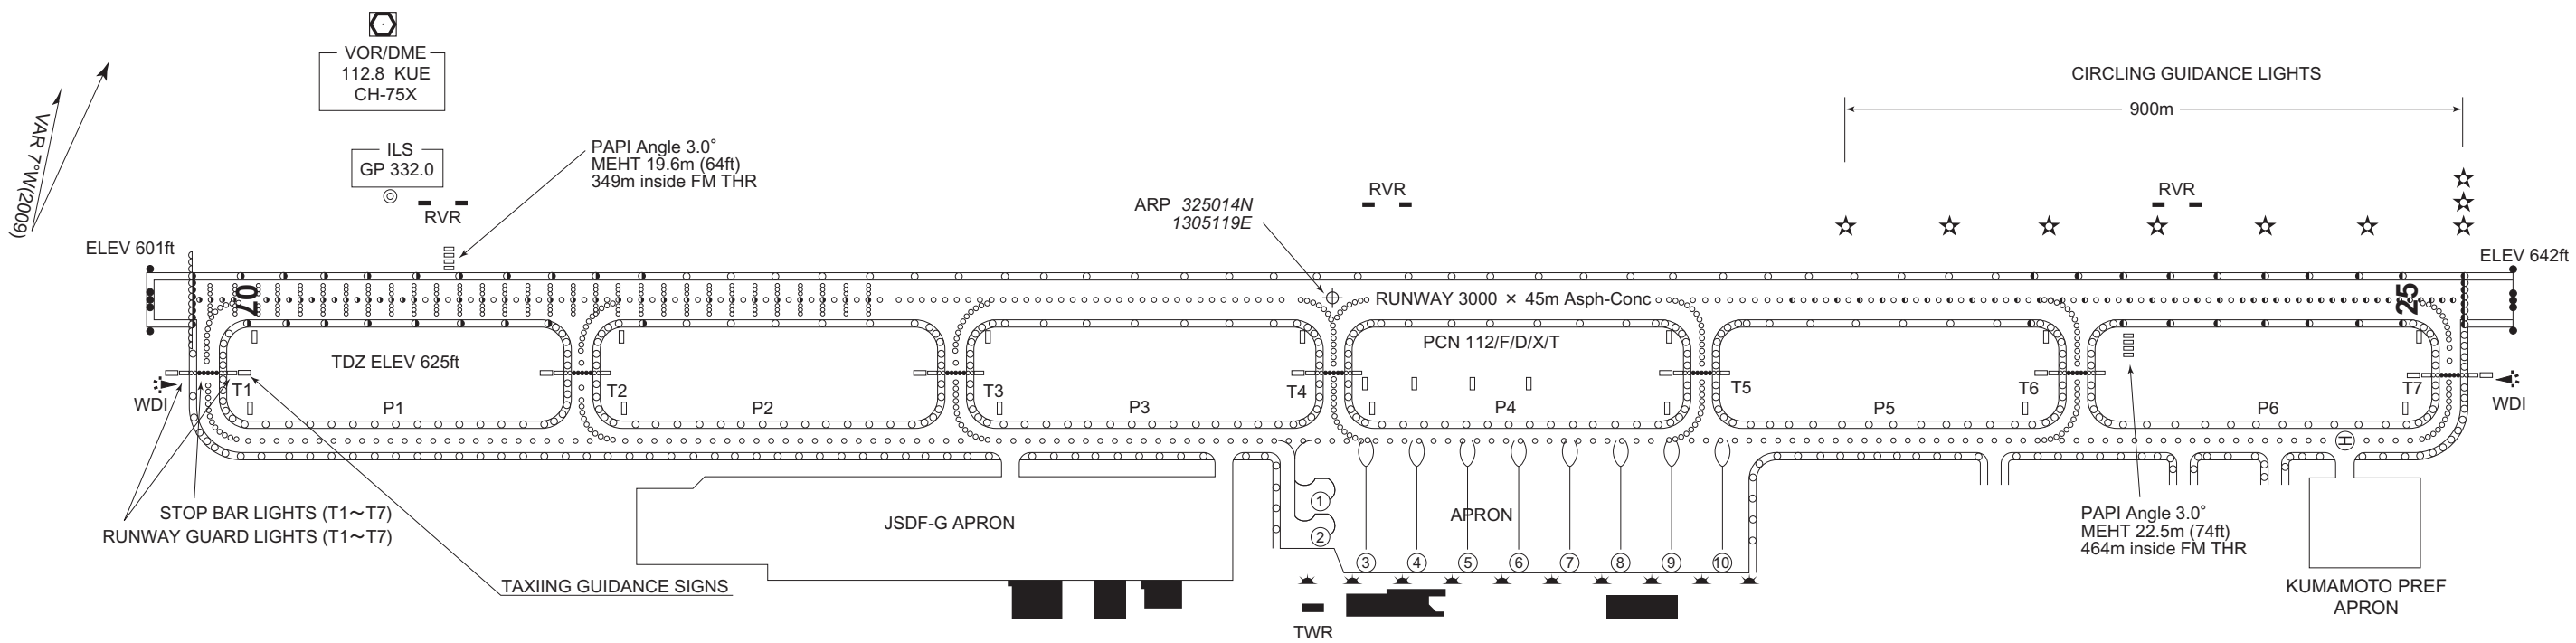 VOR/DME
112.8 KUE
CH-75X
CIRCLING GUIDANCE LIGHTS
900m
VAR 7°W(2009)
ILS
GP 332.0
PAPI Angle 3.0°
MEHT 19.6m (64ft)
349m inside FM THR
RVR
RVR
RVR
ARP 325014N
1305119E
ELEV 601ft
ELEV 642ft
07
RUNWAY 3000 × 45m Asph-Conc
25
TDZ ELEV 625ft
PCN 112/F/D/X/T
WDI
T1
T2
T3
T4
T5
T6
T7
WDI
P1
P2
P3
P4
P5
P6
H
STOP BAR LIGHTS (T1～T7)
RUNWAY GUARD LIGHTS (T1～T7)
TAXIING GUIDANCE SIGNS
JSDF-G APRON
1
2
APRON
3
4
5
6
7
8
9
10
PAPI Angle 3.0°
MEHT 22.5m (74ft)
464m inside FM THR
KUMAMOTO PREF
APRON
TWR